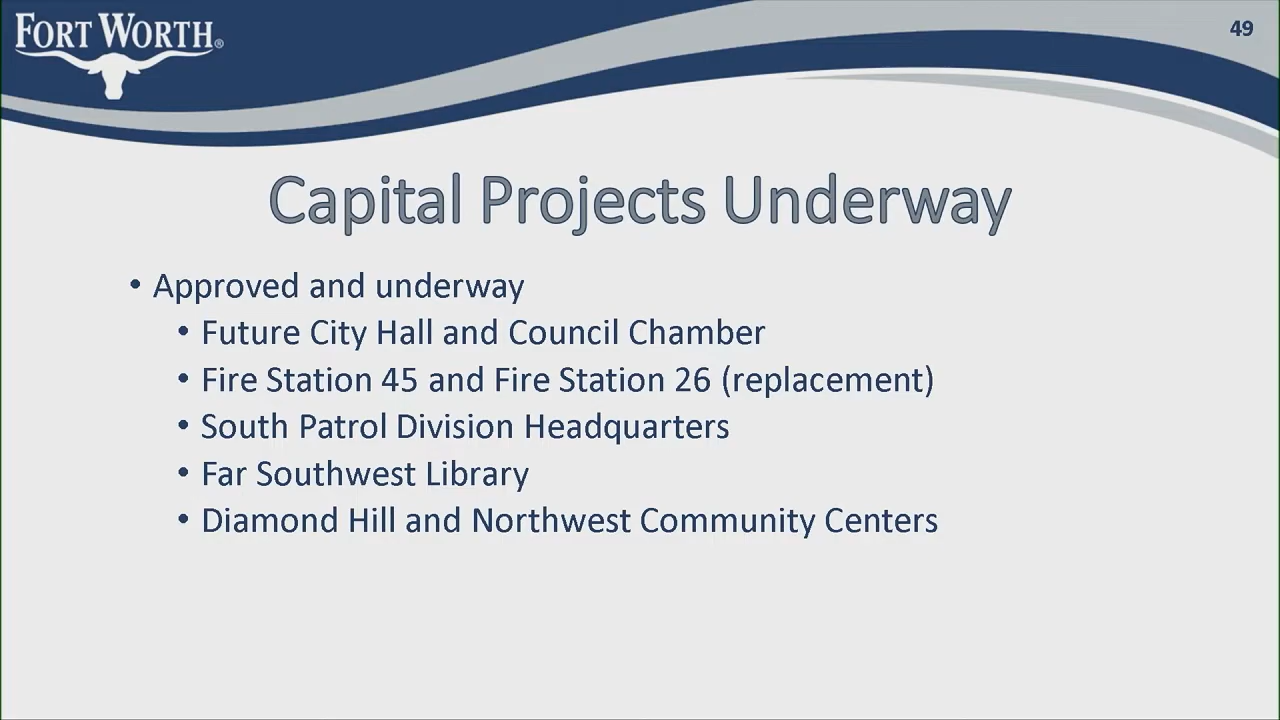 FORT WORTH®
49
Capital Projects Underway
• Approved and underway
• Future City Hall and Council Chamber
• Fire Station 45 and Fire Station 26 (replacement)
• South Patrol Division Headquarters
• Far Southwest Library
• Diamond Hill and Northwest Community Centers